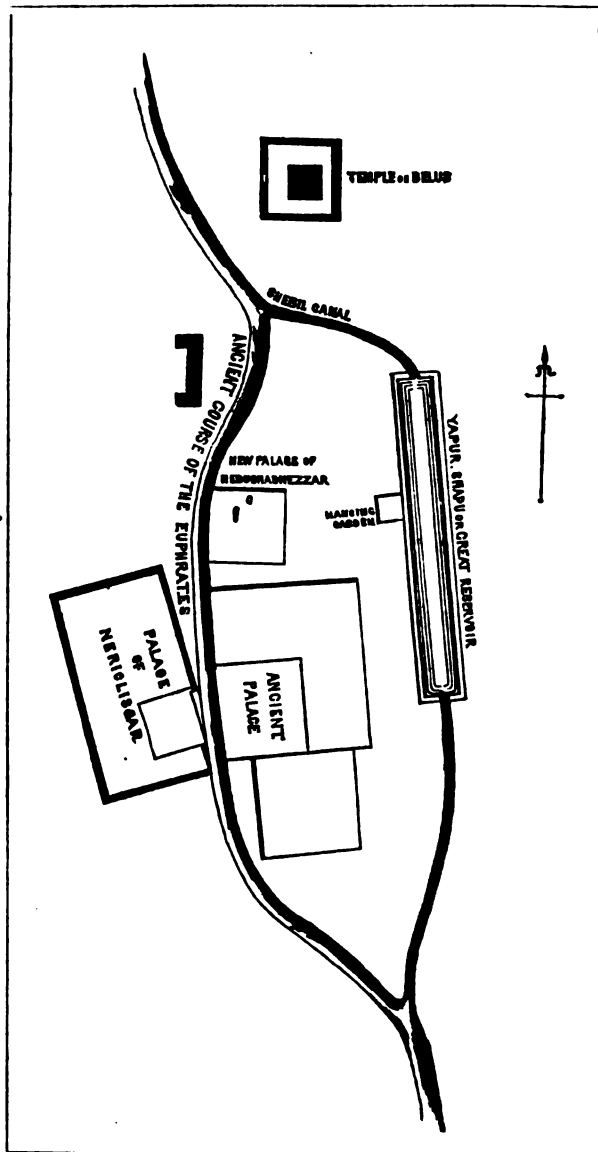 TEMPLE OF BELUS
SHEBIL CANAL
ANCIENT COURSE OF THE EUPHRATES
NEW PALACE OF
NEBUCHADNEZZAR
HANGING
GARDEN
YAPUR. SHAPU OR GREAT RESERVOIR
PALACE
OF
NERIGLISSAR
ANCIENT
PALACE
N